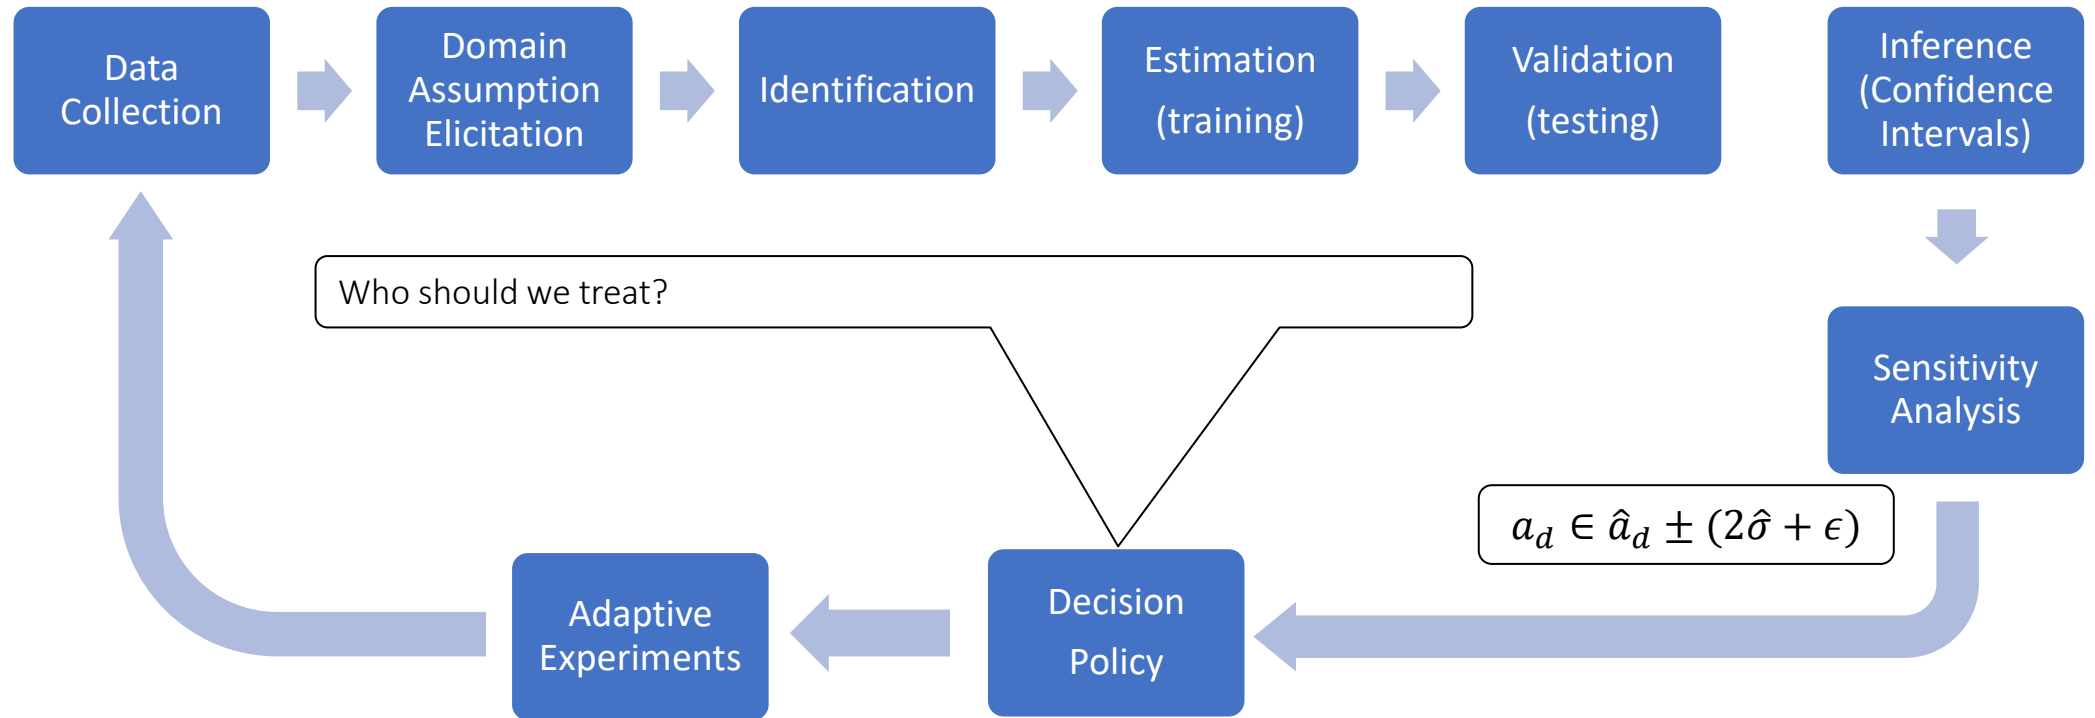 Data
Collection
Domain
Assumption
Elicitation
Identification
Estimation
(training)
Validation
(testing)
Inference
(Confidence
Intervals)
Who should we treat?
Sensitivity
Analysis
𝑎_𝑑 ∈ 𝑎̂_𝑑 ± (2𝜎̂ + 𝜖)
Decision
Policy
Adaptive
Experiments